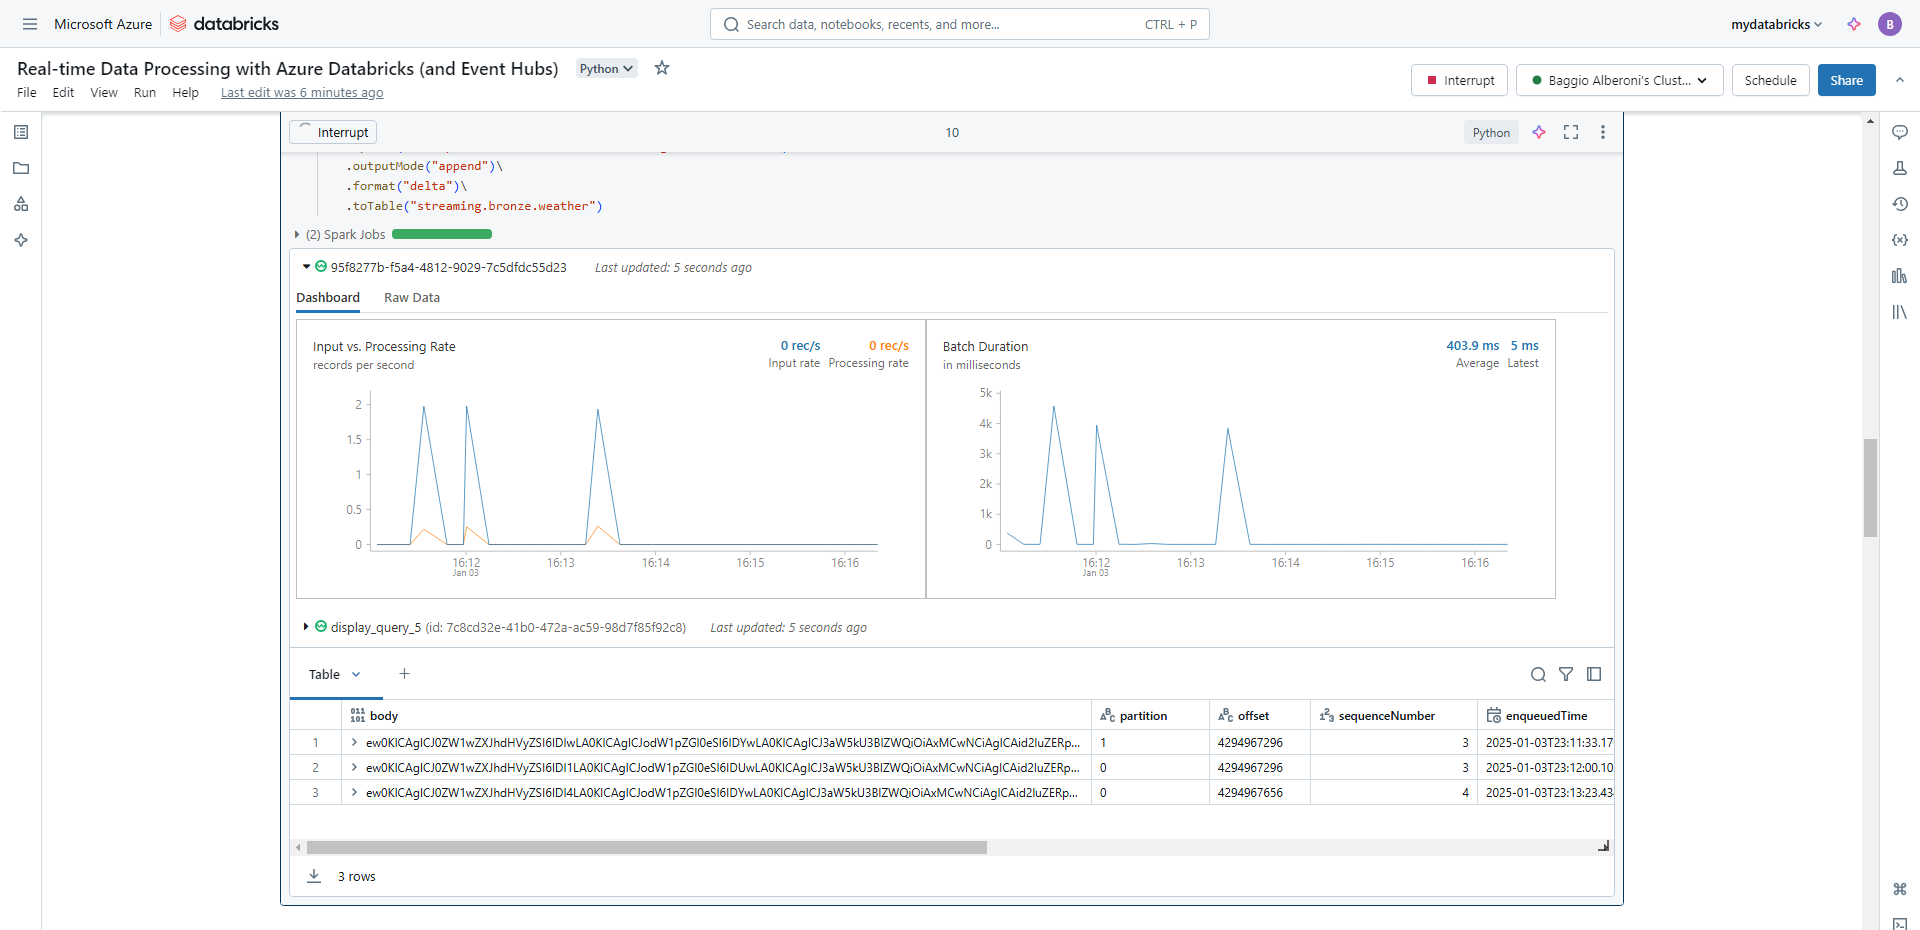 Microsoft Azure databricks
Search data, notebooks, recents, and more...
CTRL + P
mydatabricks
B
Real-time Data Processing with Azure Databricks (and Event Hubs)
Python
File Edit View Run Help Last edit was 6 minutes ago
Interrupt
Baggio Alberoni's Clust...
Schedule
Share
Interrupt
10
Python
.outputMode("append")\
.format("delta")\
.toTable("streaming.bronze.weather")
(2) Spark Jobs
95f8277b-f5a4-4812-9029-7c5dfdc55d23 Last updated: 5 seconds ago
Dashboard Raw Data
Input vs. Processing Rate
records per second
0 rec/s
Input rate
0 rec/s
Processing rate
2
1.5
1
0.5
0
16:12 16:13 16:14 16:15 16:16
Jan 03
Batch Duration
in milliseconds
403.9 ms
Average
5 ms
Latest
5k
4k
3k
2k
1k
0
16:12 16:13 16:14 16:15 16:16
Jan 03
display_query_5 (id: 7c8cd32e-41b0-472a-ac59-98d7f85f92c8) Last updated: 5 seconds ago
Table
body partition offset sequenceNumber enqueuedTime
1 1 4294967296 3 2025-01-03T23:11:33.17
2 0 4294967296 3 2025-01-03T23:12:00.10
3 0 4294967656 4 2025-01-03T23:13:23.43
3 rows